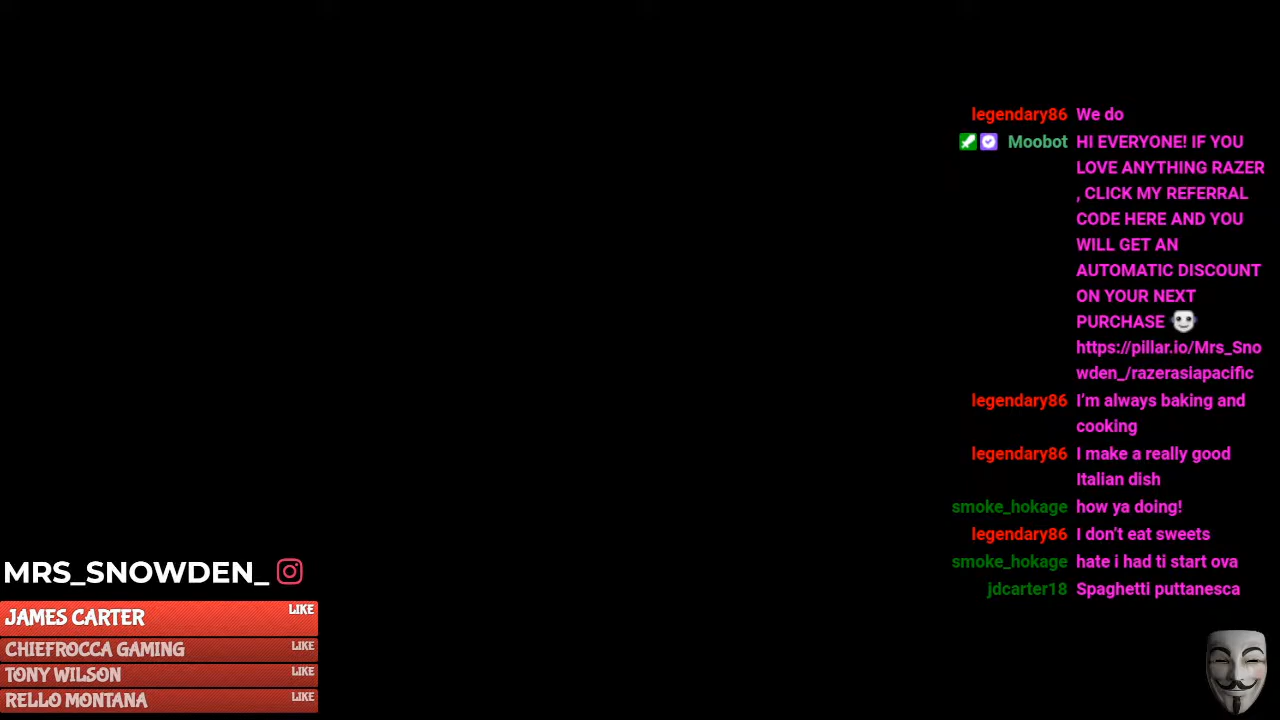 legendary86 We do
Moobot HI EVERYONE! IF YOU
LOVE ANYTHING RAZER
, CLICK MY REFERRAL
CODE HERE AND YOU
WILL GET AN
AUTOMATIC DISCOUNT
ON YOUR NEXT
PURCHASE
https://pillar.io/Mrs_Sno
wden_/razerasiapacific
legendary86 I’m always baking and
cooking
legendary86 I make a really good
Italian dish
smoke_hokage how ya doing!
legendary86 I don’t eat sweets
smoke_hokage hate i had ti start ova
jdcarter18 Spaghetti puttanesca
MRS_SNOWDEN_
JAMES CARTER LIKE
CHIEFROCCA GAMING LIKE
TONY WILSON LIKE
RELLO MONTANA LIKE